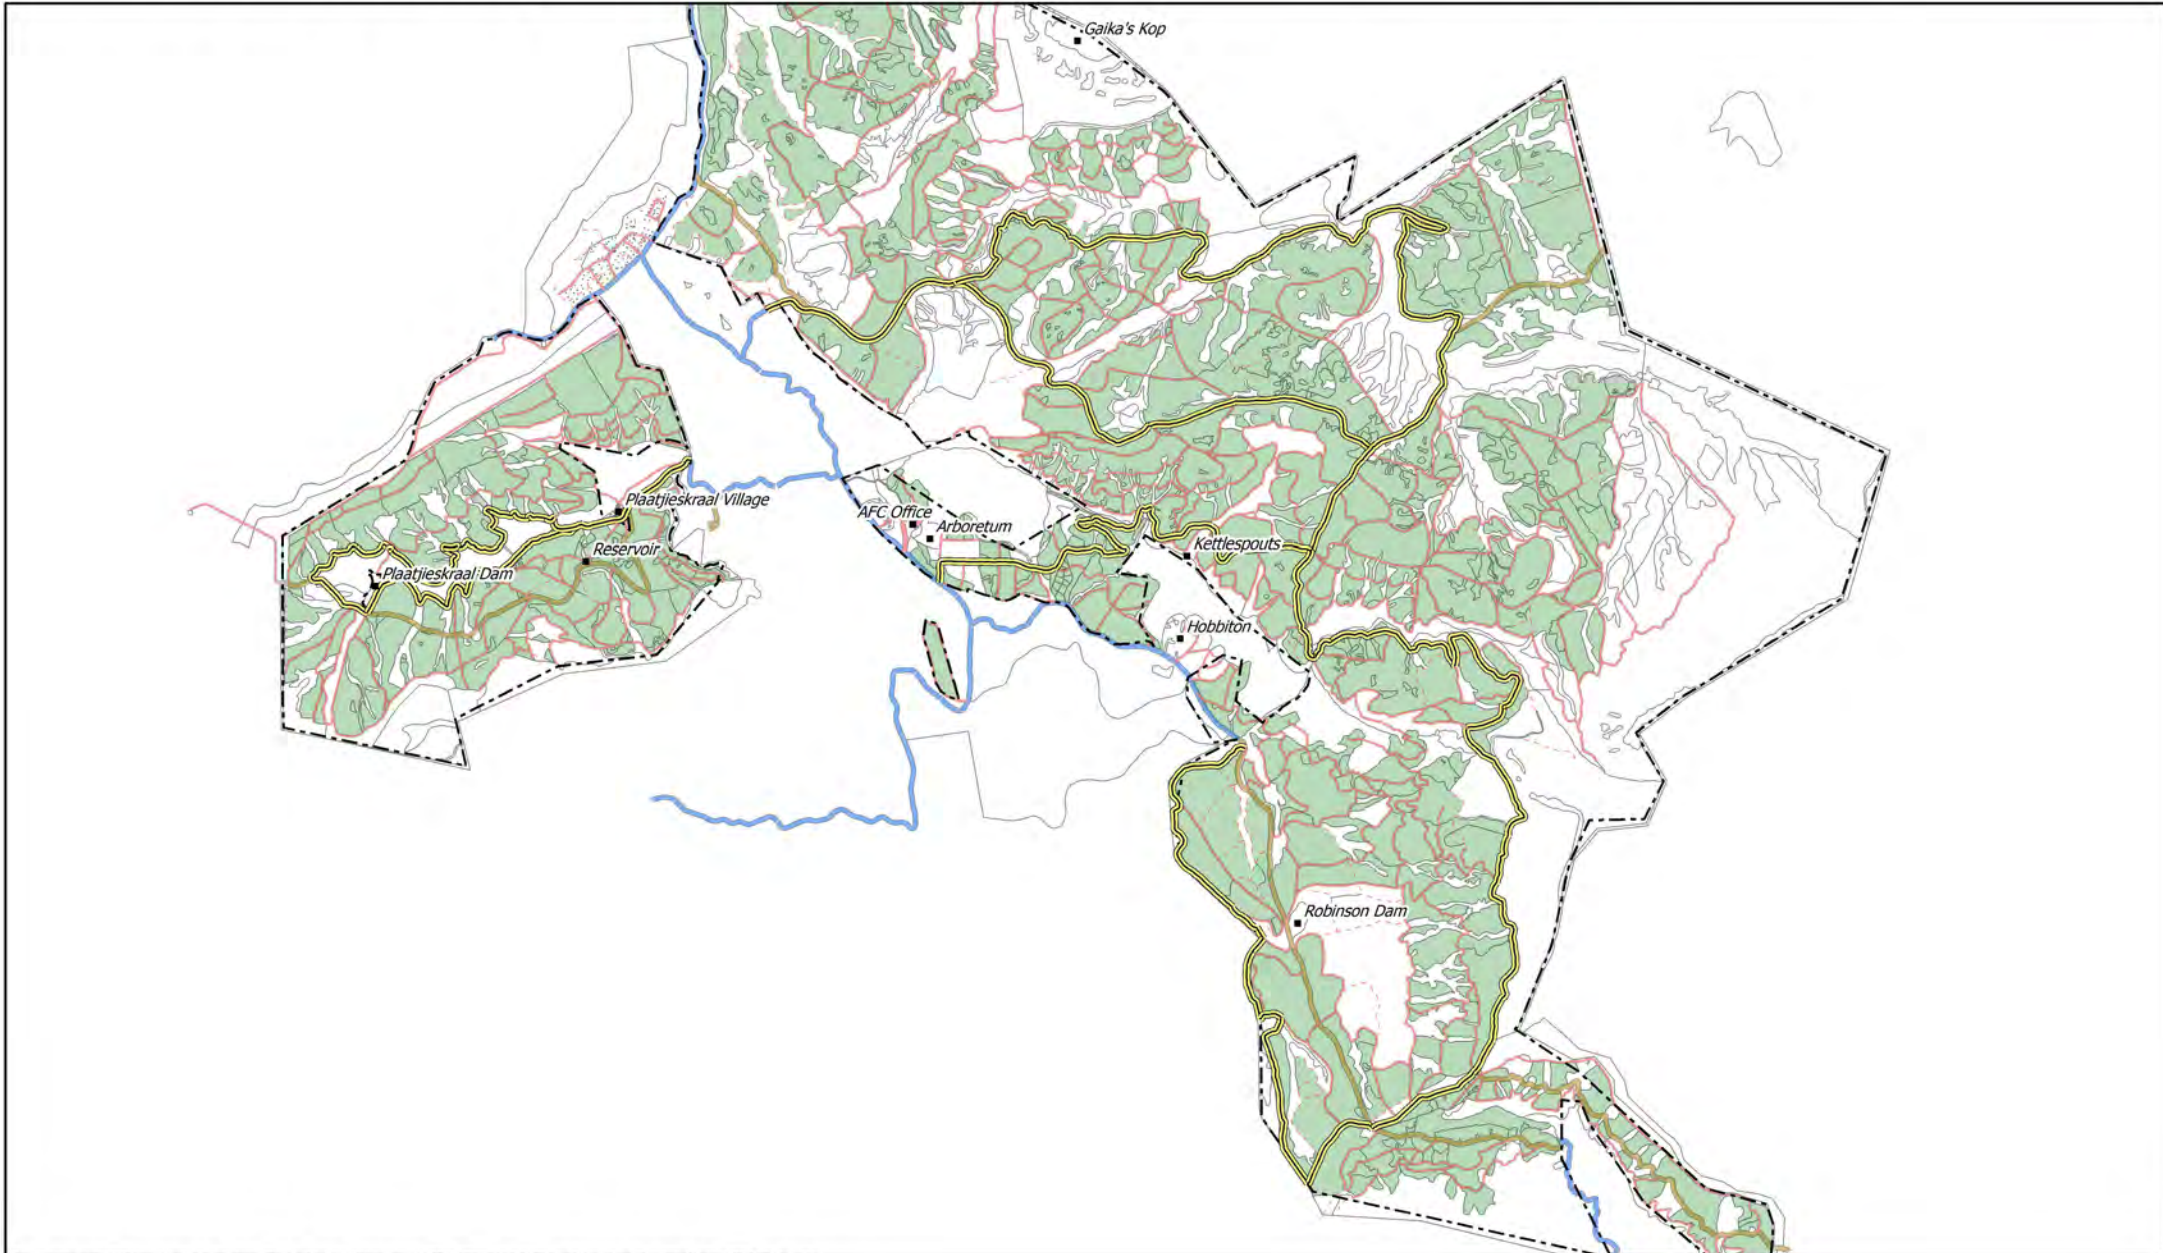 Gaika's Kop
Plaatjieskraal Village
AFC Office
Arboretum
Reservoir
Kettlespouts
Plaatjieskraal Dam
Hobbiton
Robinson Dam